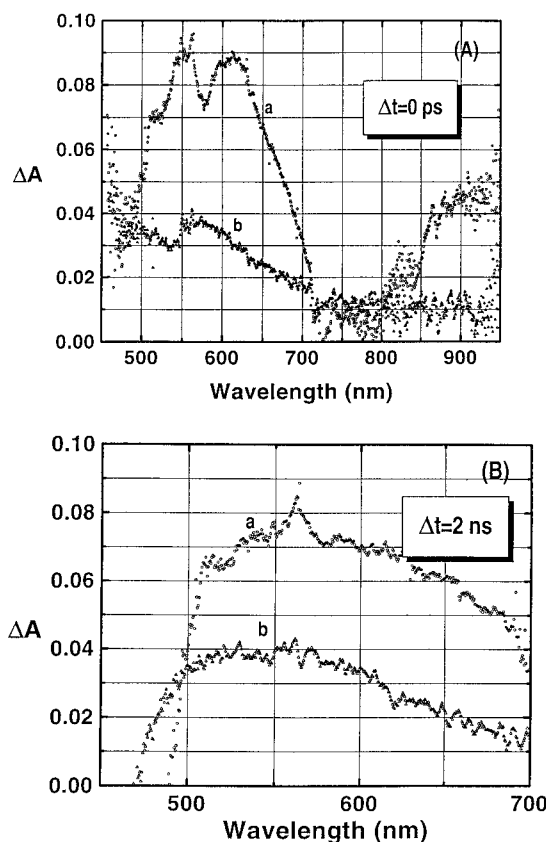 0.10
(A)
0.08
a
Δt=0 ps
0.06
ΔA
0.04
b
0.02
0.00
500 600 700 800 900
Wavelength (nm)
0.10
(B)
a
Δt=2 ns
0.08
0.06
ΔA
b
0.04
0.02
0.00
500 600 700
Wavelength (nm)